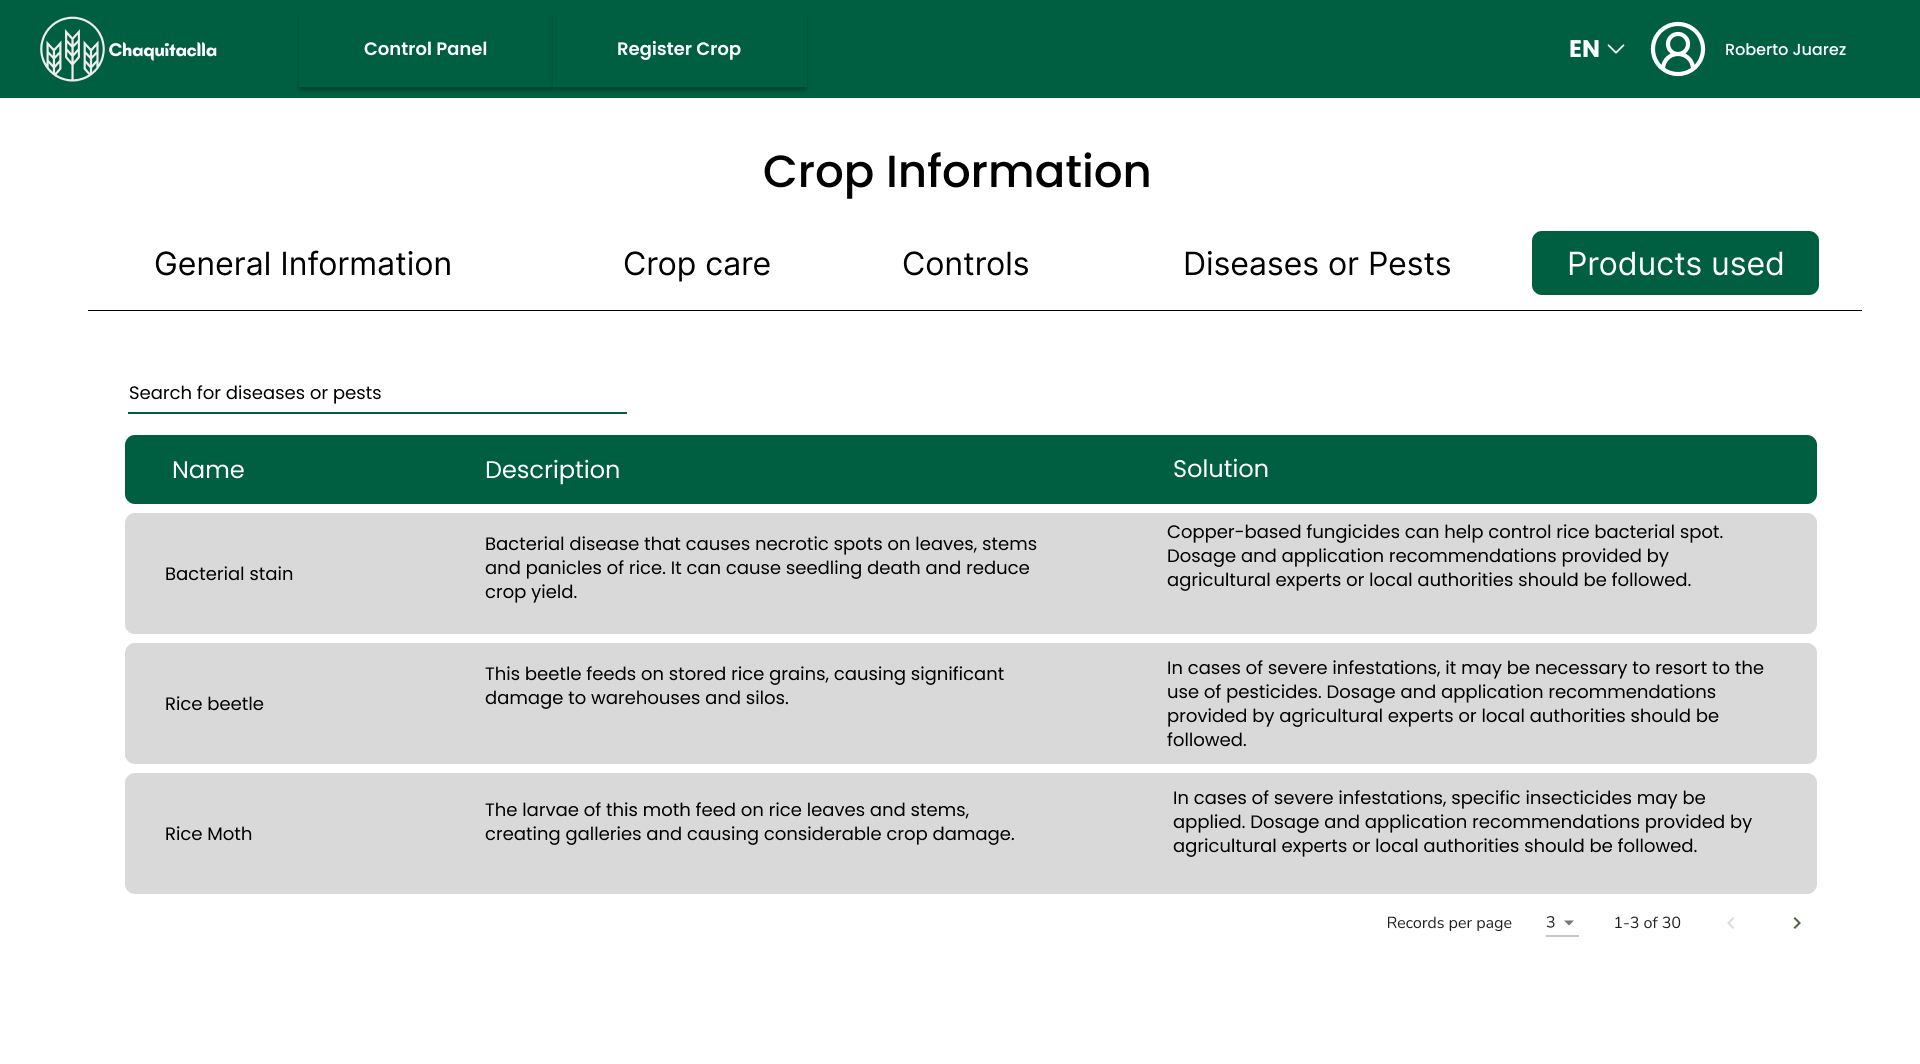 Chaquitaclla
Control Panel
Register Crop
EN
Roberto Juarez
Crop Information
General Information
Crop care
Controls
Diseases or Pests
Products used
Search for diseases or pests
Name
Description
Solution
Bacterial stain
Bacterial disease that causes necrotic spots on leaves, stems
and panicles of rice. It can cause seedling death and reduce
crop yield.
Copper-based fungicides can help control rice bacterial spot.
Dosage and application recommendations provided by
agricultural experts or local authorities should be followed.
Rice beetle
This beetle feeds on stored rice grains, causing significant
damage to warehouses and silos.
In cases of severe infestations, it may be necessary to resort to the
use of pesticides. Dosage and application recommendations
provided by agricultural experts or local authorities should be
followed.
Rice Moth
The larvae of this moth feed on rice leaves and stems,
creating galleries and causing considerable crop damage.
In cases of severe infestations, specific insecticides may be
applied. Dosage and application recommendations provided by
agricultural experts or local authorities should be followed.
Records per page
3
1-3 of 30